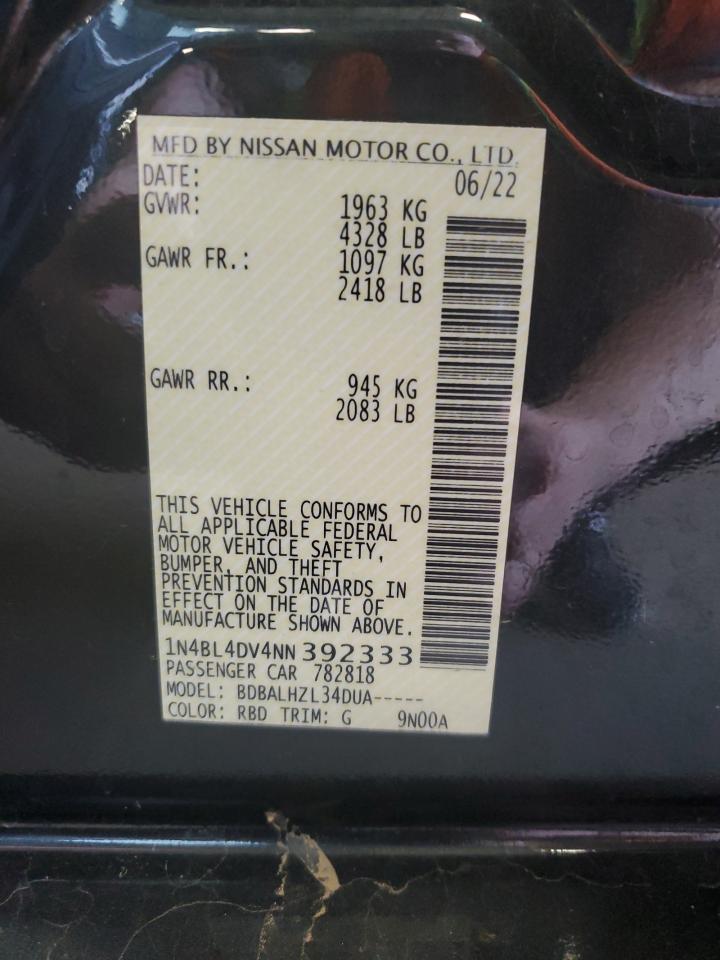 MFD BY NISSAN MOTOR CO., LTD.
DATE: 06/22
GVWR: 1963 KG
4328 LB
GAWR FR.: 1097 KG
2418 LB
GAWR RR.: 945 KG
2083 LB
THIS VEHICLE CONFORMS TO
ALL APPLICABLE FEDERAL
MOTOR VEHICLE SAFETY,
BUMPER, AND THEFT
PREVENTION STANDARDS IN
EFFECT ON THE DATE OF
MANUFACTURE SHOWN ABOVE.
1N4BL4DV4NN 392333
PASSENGER CAR 782818
MODEL: BDBALHZL34DUA-----
COLOR: RBD TRIM: G 9N00A